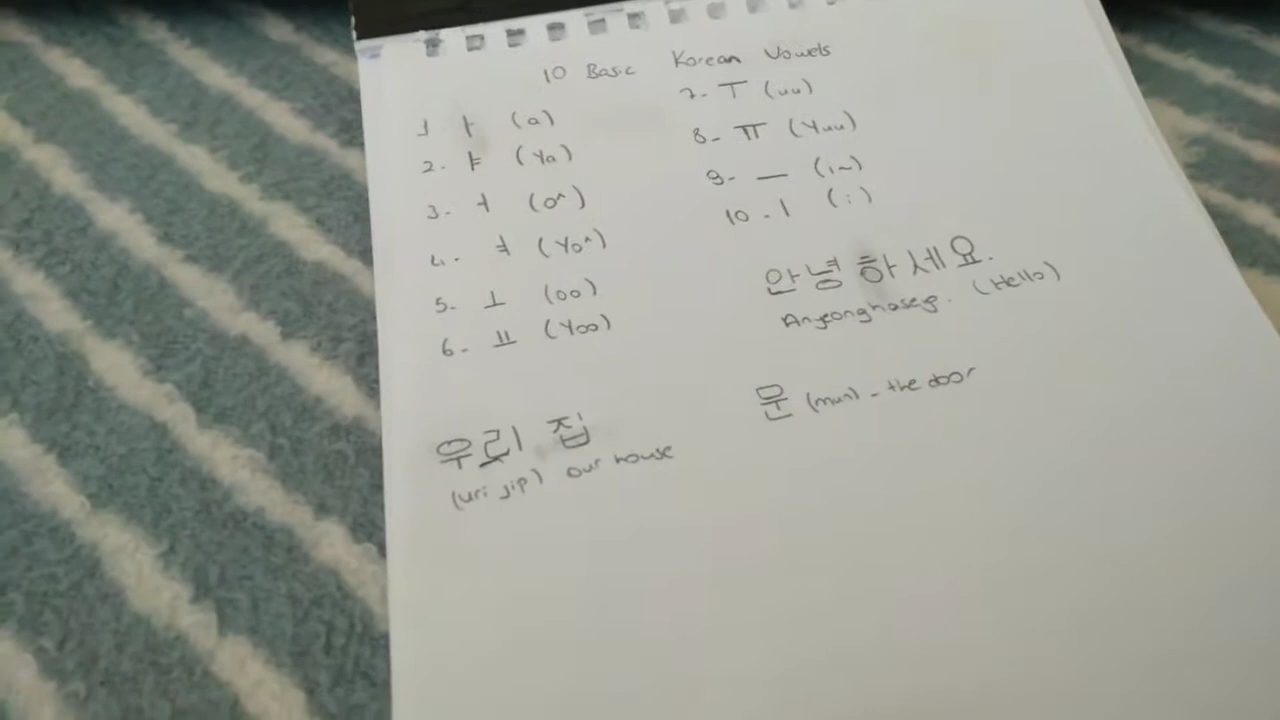 10 Basic Korean Vowels
1 ㅏ (a)
2. ㅑ (Ya)
3. ㅓ (o^)
4. ㅕ (Yo^)
5. ㅗ (oo)
6. ㅛ (Yoo)
7. ㅜ (uu)
8. ㅠ (Yuu)
9. ㅡ (i~)
10. ㅣ (:)
안녕하세요.
(Hello)
우리 집
(uri jip) our house
문 (mun) - the door